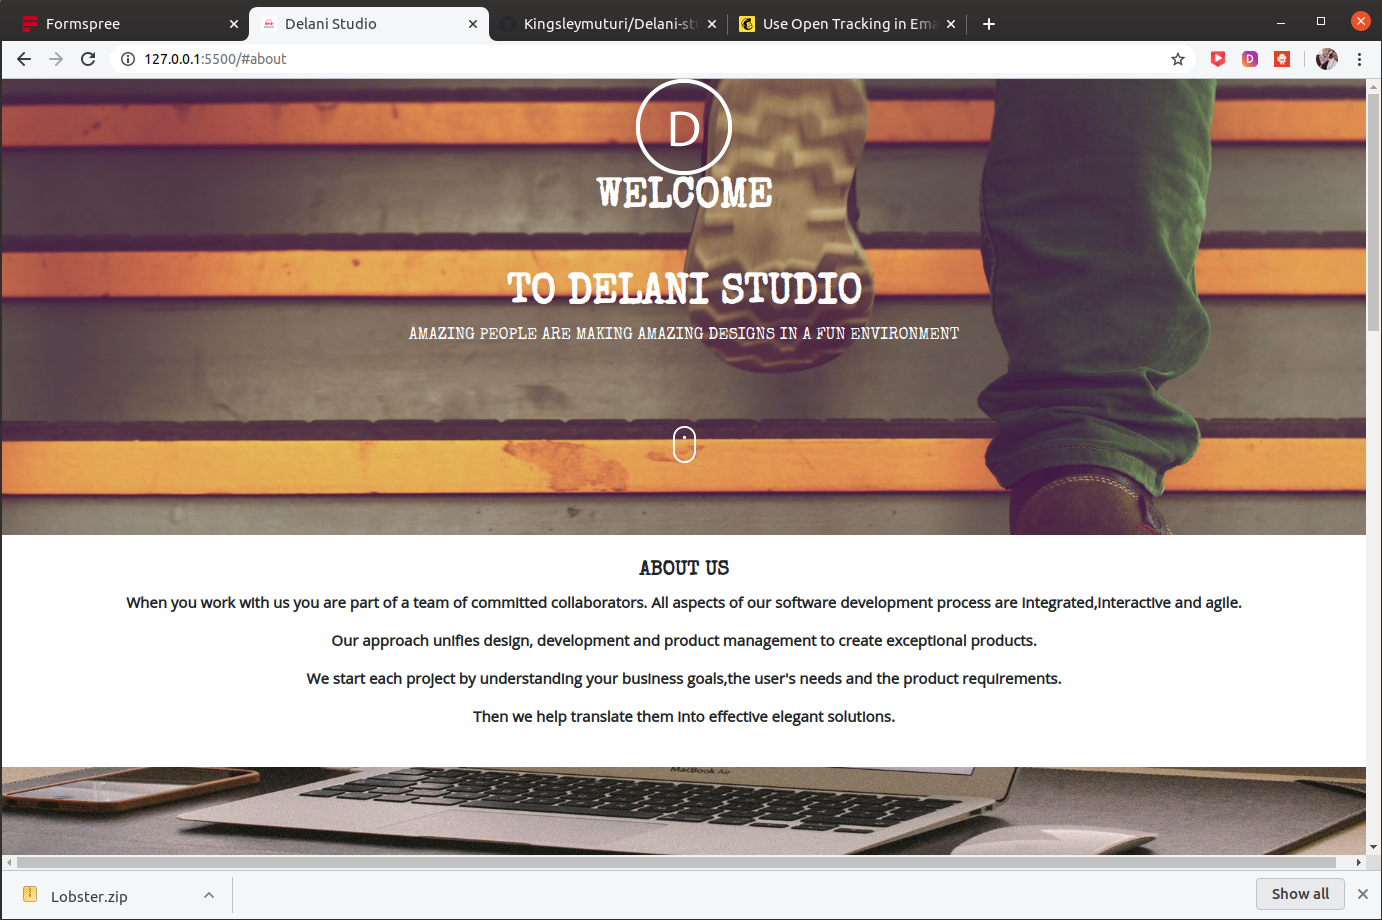 Formspree
Delani Studio
Kingsleymuturi/Delani-stu
Use Open Tracking in Ema
127.0.0.1:5500/#about
D
D
WELCOME
TO DELANI STUDIO
AMAZING PEOPLE ARE MAKING AMAZING DESIGNS IN A FUN ENVIRONMENT
ABOUT US
When you work with us you are part of a team of committed collaborators. All aspects of our software development process are integrated,interactive and agile.
Our approach unifies design, development and product management to create exceptional products.
We start each project by understanding your business goals,the user's needs and the product requirements.
Then we help translate them into effective elegant solutions.
MacBook Air
Lobster.zip
Show all